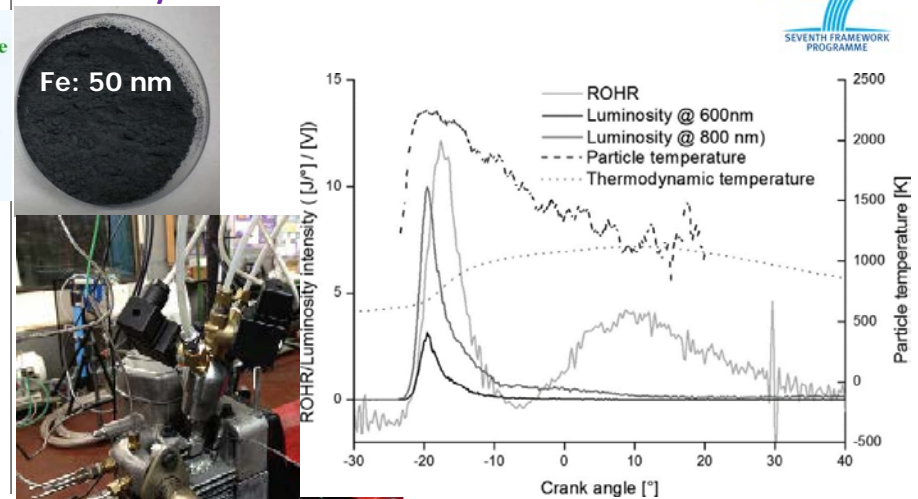 e
Fe: 50 nm
SEVENTH FRAMEWORK
PROGRAMME
ROHR
Luminosity @ 600nm
Luminosity @ 800 nm)
Particle temperature
Thermodynamic temperature
ROHR/Luminosity intensity ( [J/°] / [V])
15
10
5
0
2500
2000
1500
1000
500
0
-500
Particle temperature [K]
-30
-20
-10
0
10
20
30
40
Crank angle [°]